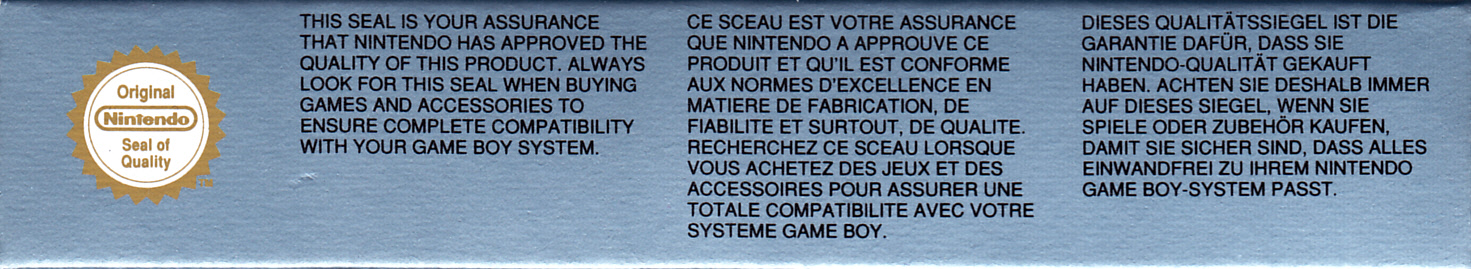 Original
Nintendo
Seal of
Quality
TM
THIS SEAL IS YOUR ASSURANCE
THAT NINTENDO HAS APPROVED THE
QUALITY OF THIS PRODUCT. ALWAYS
LOOK FOR THIS SEAL WHEN BUYING
GAMES AND ACCESSORIES TO
ENSURE COMPLETE COMPATIBILITY
WITH YOUR GAME BOY SYSTEM.
CE SCEAU EST VOTRE ASSURANCE
QUE NINTENDO A APPROUVE CE
PRODUIT ET QU'IL EST CONFORME
AUX NORMES D'EXCELLENCE EN
MATIERE DE FABRICATION, DE
FIABILITE ET SURTOUT, DE QUALITE.
RECHERCHEZ CE SCEAU LORSQUE
VOUS ACHETEZ DES JEUX ET DES
ACCESSOIRES POUR ASSURER UNE
TOTALE COMPATIBILITE AVEC VOTRE
SYSTEME GAME BOY.
DIESES QUALITÄTSSIEGEL IST DIE
GARANTIE DAFÜR, DASS SIE
NINTENDO-QUALITÄT GEKAUFT
HABEN. ACHTEN SIE DESHALB IMMER
AUF DIESES SIEGEL, WENN SIE
SPIELE ODER ZUBEHÖR KAUFEN,
DAMIT SIE SICHER SIND, DASS ALLES
EINWANDFREI ZU IHREM NINTENDO
GAME BOY-SYSTEM PASST.